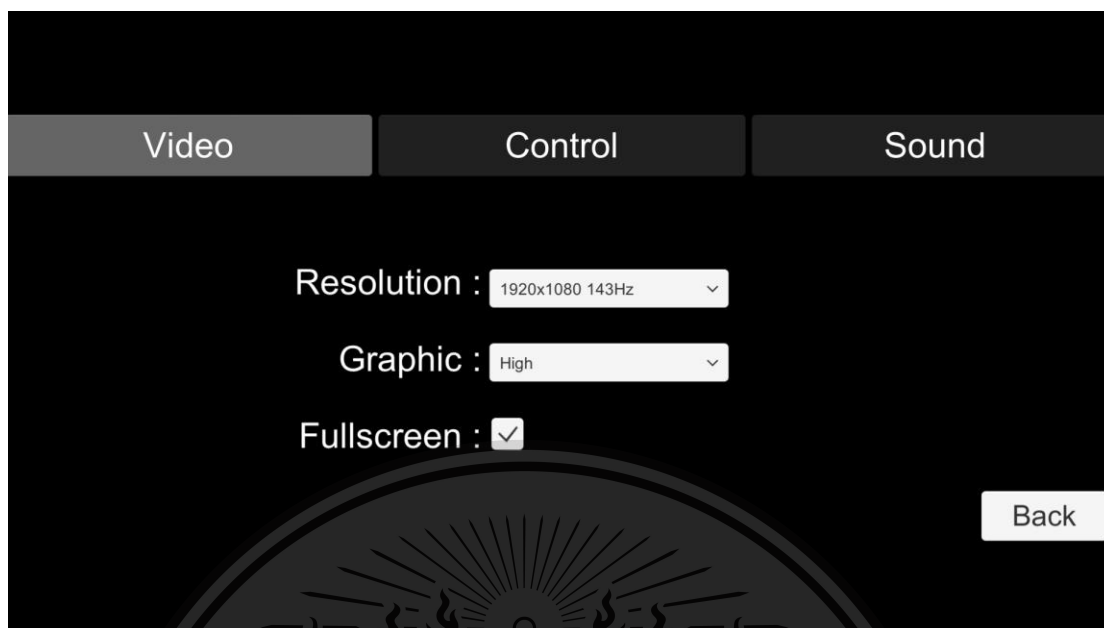 Video Control Sound
Resolution : 1920x1080 143Hz
Graphic : High
Fullscreen :
Back